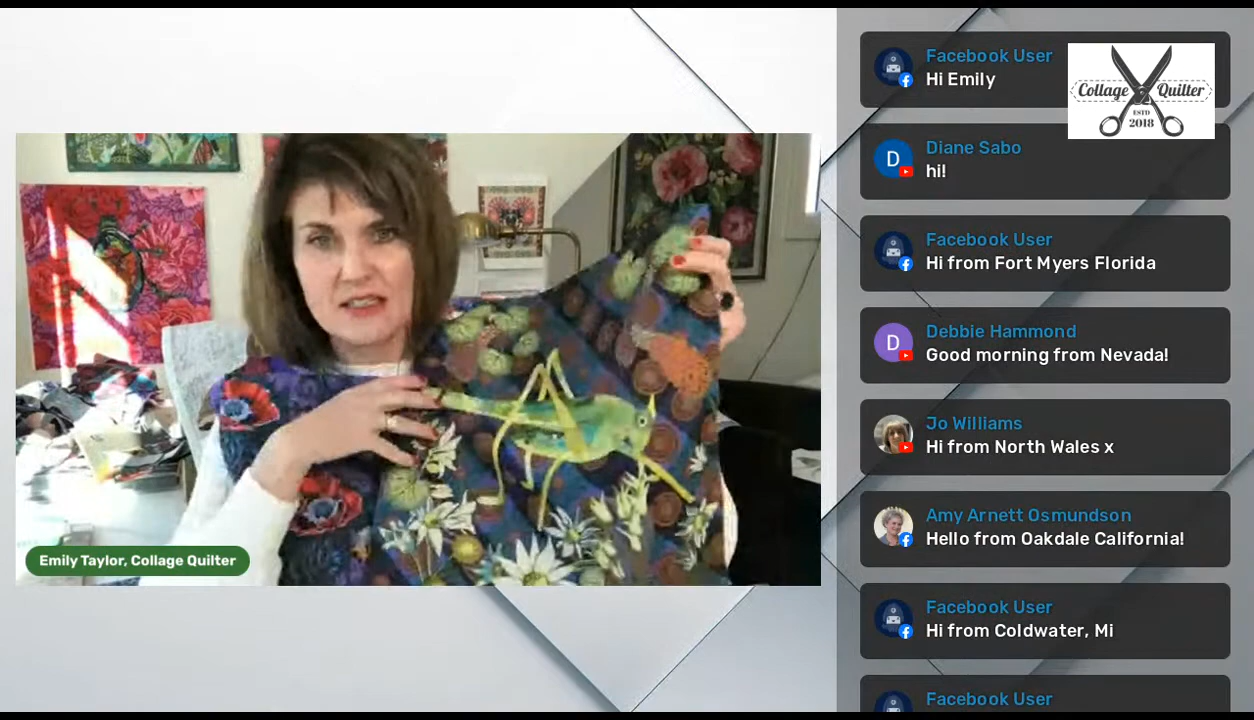 Emily Taylor, Collage Quilter
Facebook User
Hi Emily
Collage Quilter
ESTD
2018
D
Diane Sabo
hi!
Facebook User
Hi from Fort Myers Florida
D
Debbie Hammond
Good morning from Nevada!
Jo Williams
Hi from North Wales x
Amy Arnett Osmundson
Hello from Oakdale California!
Facebook User
Hi from Coldwater, Mi
Facebook User